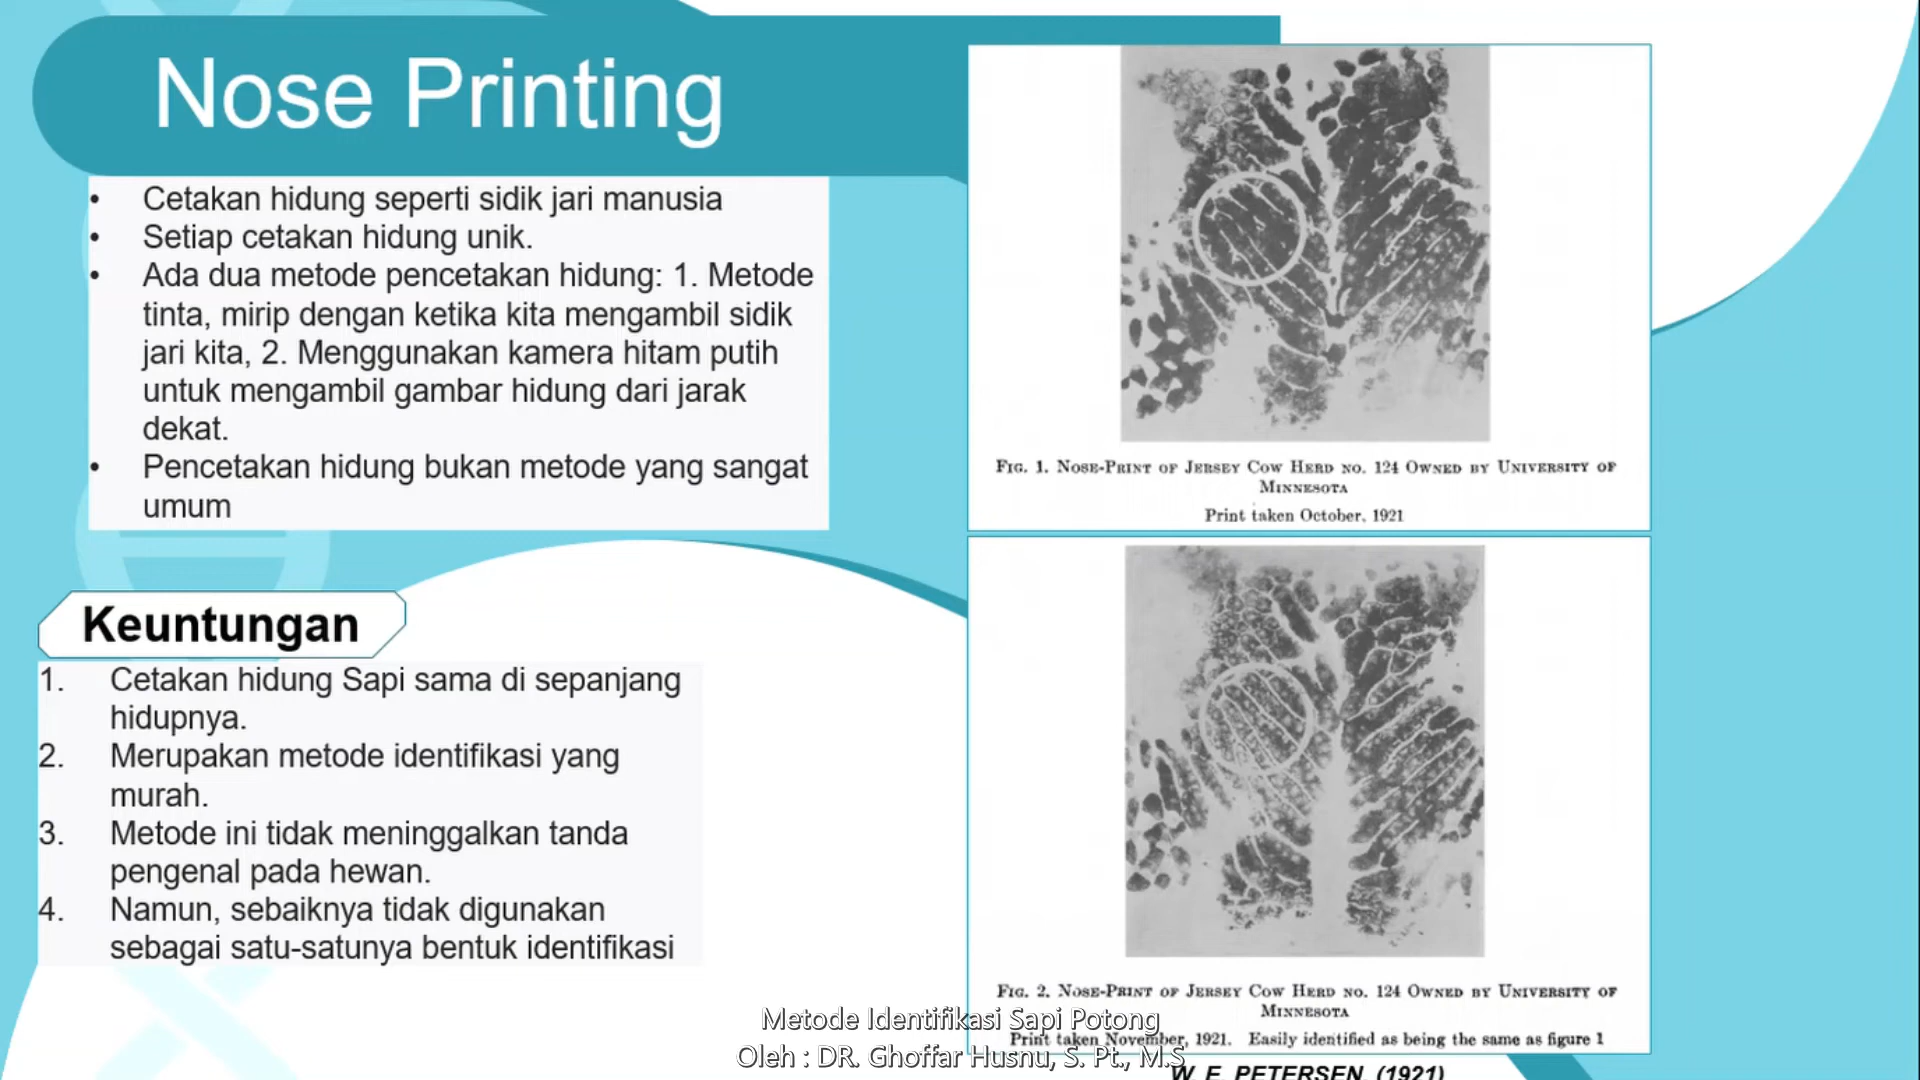 Nose Printing
• Cetakan hidung seperti sidik jari manusia
• Setiap cetakan hidung unik.
• Ada dua metode pencetakan hidung: 1. Metode
tinta, mirip dengan ketika kita mengambil sidik
jari kita, 2. Menggunakan kamera hitam putih
untuk mengambil gambar hidung dari jarak
dekat.
• Pencetakan hidung bukan metode yang sangat
umum
Keuntungan
1. Cetakan hidung Sapi sama di sepanjang
hidupnya.
2. Merupakan metode identifikasi yang
murah.
3. Metode ini tidak meninggalkan tanda
pengenal pada hewan.
4. Namun, sebaiknya tidak digunakan
sebagai satu-satunya bentuk identifikasi
Fig. 1. Nose-Print of Jersey Cow Herd no. 124 Owned by University of
Minnesota
Print taken October, 1921
Fig. 2. Nose-Print of Jersey Cow Herd no. 124 Owned by University of
Minnesota
Print taken November, 1921. Easily identified as being the same as figure 1
W. E. PETERSEN. (1921)
Metode Identifikasi Sapi Potong
Oleh : DR. Ghoffar Husnu, S. Pt., M.S